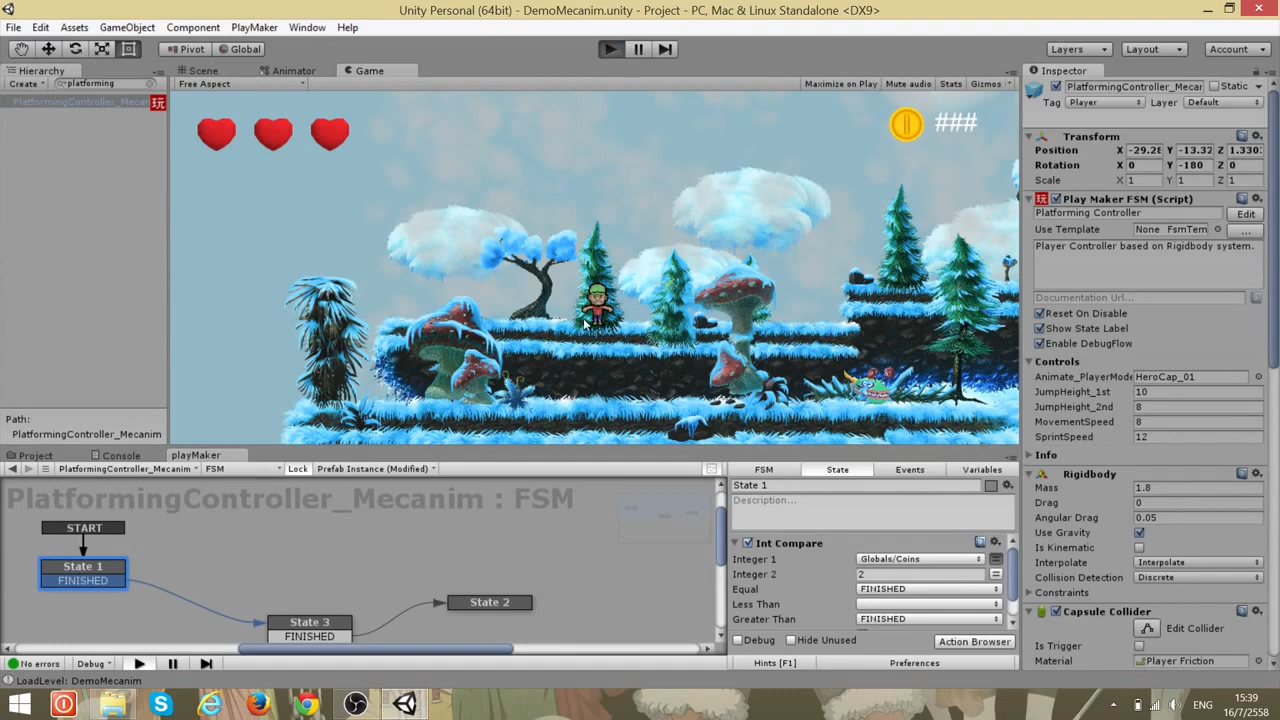 Unity Personal (64bit) - DemoMecanim.unity - Project - PC, Mac & Linux Standalone <DX9>
File Edit Assets GameObject Component PlayMaker Window Help
Pivot Global Layers Layout Account
Hierarchy
Create platforming
PlatformingController_Mecan 玩
Path:
PlatformingController_Mecanim
Scene Animator Game
Free Aspect Maximize on Play Mute audio Stats Gizmos
###
Inspector
PlatformingController_Mecar Static
Tag Player Layer Default
Transform
Position X -29.28 Y -13.32 Z 1.330:
Rotation X 0 Y -180 Z 0
Scale X 1 Y 1 Z 1
玩 Play Maker FSM (Script)
Platforming Controller Edit
Use Template None FsmTem ...
Player Controller based on Rigidbody system.
Documentation Url...
Reset On Disable
Show State Label
Enable DebugFlow
Controls
Animate_PlayerMode HeroCap_01
JumpHeight_1st 10
JumpHeight_2nd 8
MovementSpeed 8
SprintSpeed 12
Info
Rigidbody
Mass 1.8
Drag 0
Angular Drag 0.05
Use Gravity
Is Kinematic
Interpolate Interpolate
Collision Detection Discrete
Constraints
Capsule Collider
Edit Collider
Is Trigger
Material Player Friction
Project Console playMaker
PlatformingController_Mecanim FSM Lock Prefab Instance (Modified)
PlatformingController_Mecanim : FSM
START
State 1
FINISHED
State 3
FINISHED
State 2
FSM State Events Variables
State 1
Description...
Int Compare
Integer 1 Globals/Coins
Integer 2 2
Equal FINISHED
Less Than
Greater Than FINISHED
Debug Hide Unused Action Browser
No errors Debug Hints [F1] Preferences
LoadLevel: DemoMecanim
ENG
15:39
16/7/2558